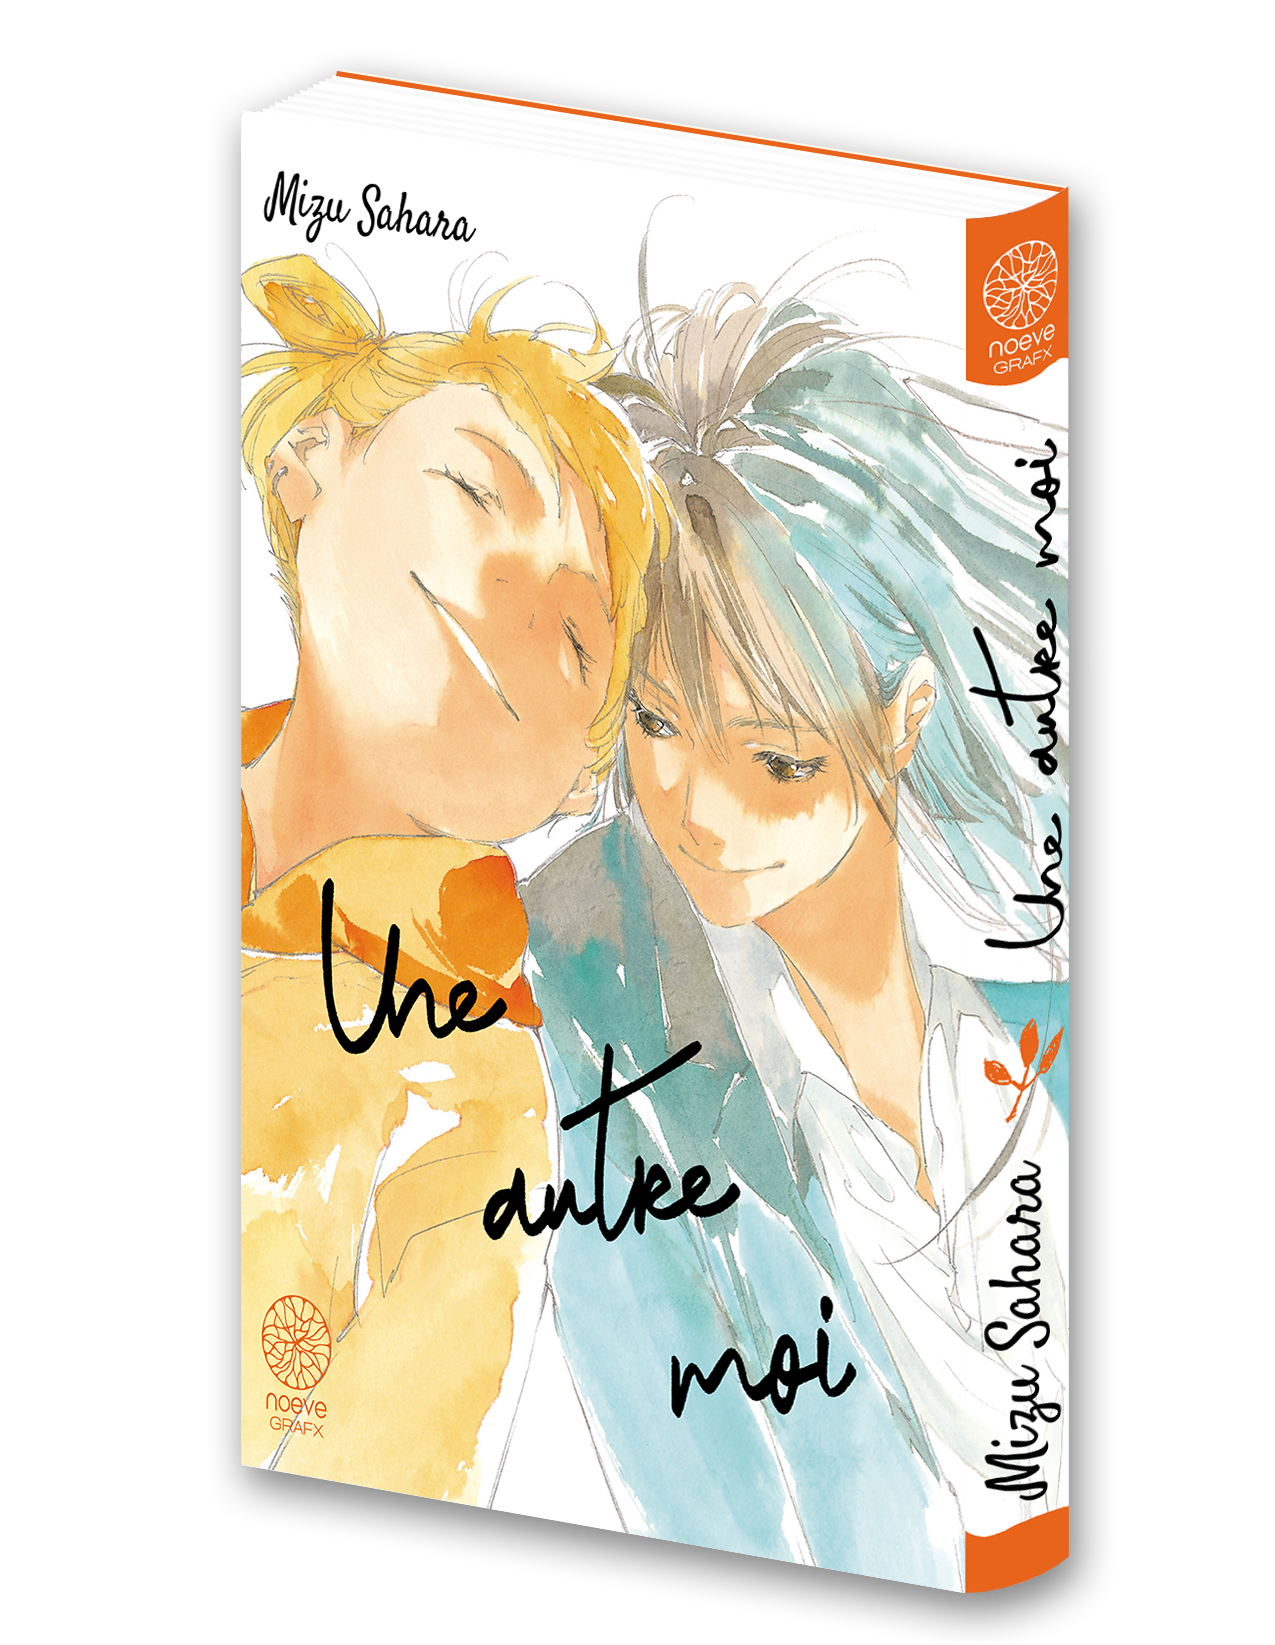 Mizu Sahara
Une
autre
moi
noeve
GRAFX
noeve
GRAFX
Une autre moi
Mizu Sahara